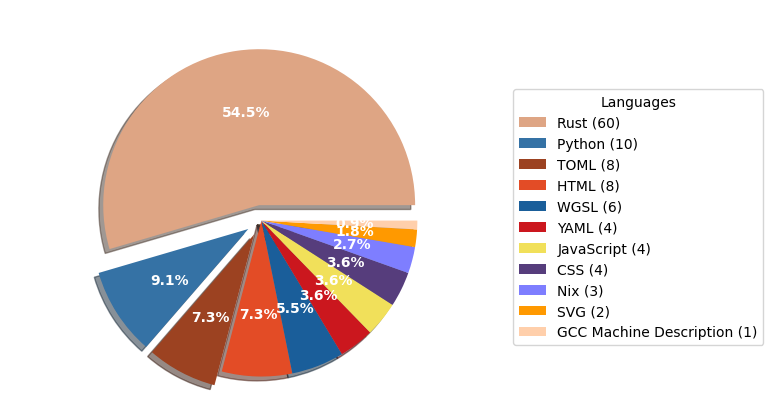 54.5%
9.1%
7.3%
7.3%
5.5%
3.6%
3.6%
3.6%
2.7%
1.8%
0.9%
Languages
Rust (60)
Python (10)
TOML (8)
HTML (8)
WGSL (6)
YAML (4)
JavaScript (4)
CSS (4)
Nix (3)
SVG (2)
GCC Machine Description (1)